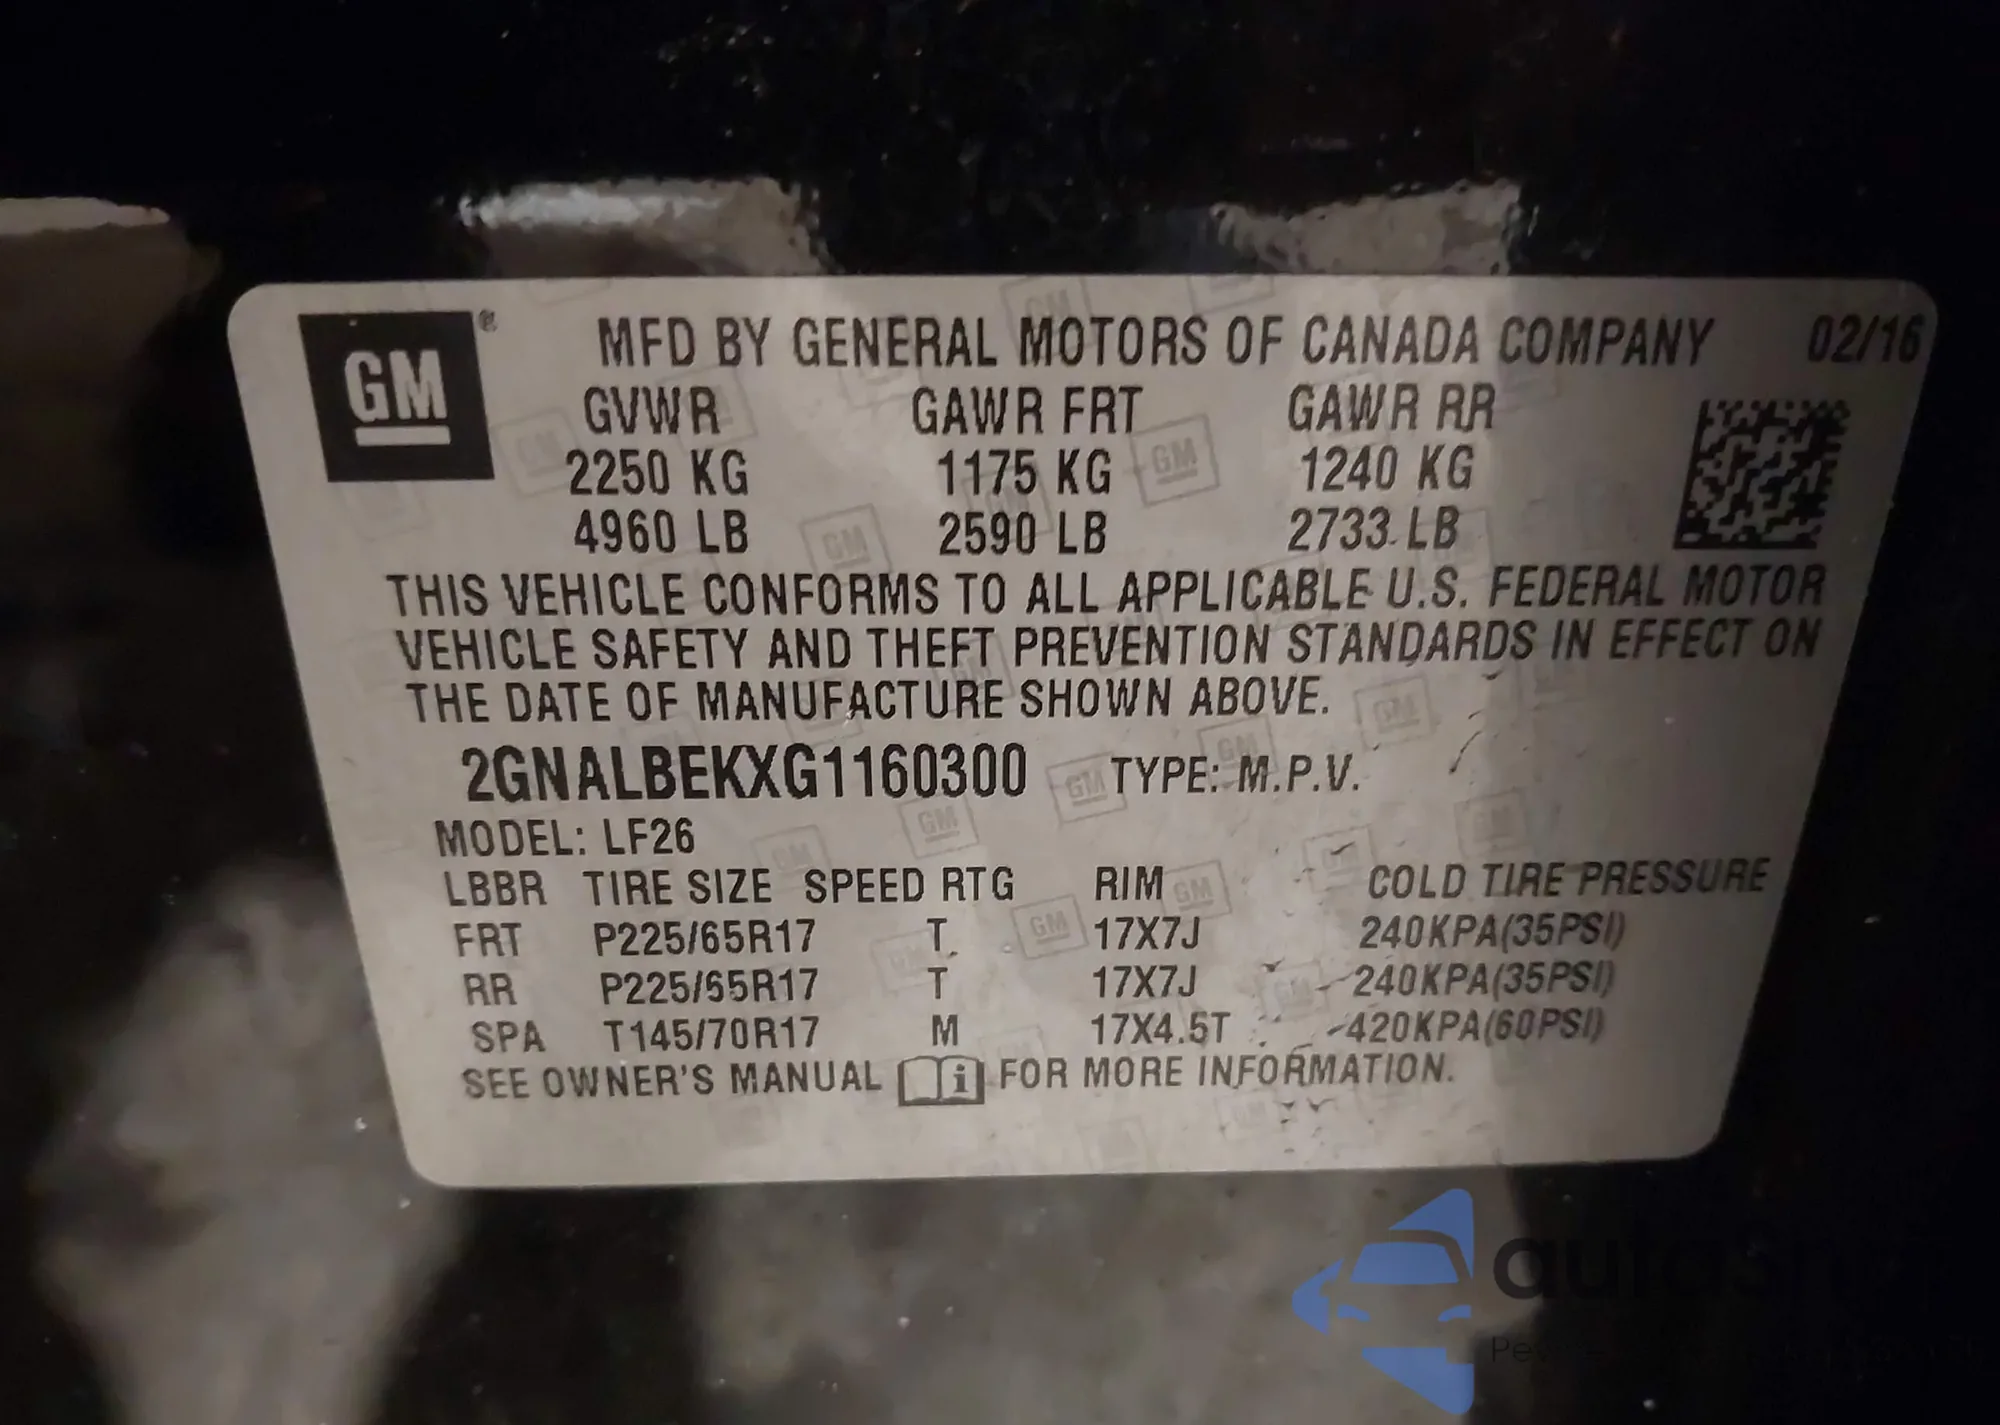 GM ® MFD BY GENERAL MOTORS OF CANADA COMPANY 02/16
GVWR GAWR FRT GAWR RR
2250 KG 1175 KG 1240 KG
4960 LB 2590 LB 2733 LB
THIS VEHICLE CONFORMS TO ALL APPLICABLE U.S. FEDERAL MOTOR
VEHICLE SAFETY AND THEFT PREVENTION STANDARDS IN EFFECT ON
THE DATE OF MANUFACTURE SHOWN ABOVE.
2GNALBEKXG1160300 TYPE: M.P.V.
MODEL: LF26
LBBR TIRE SIZE SPEED RTG RIM COLD TIRE PRESSURE
FRT P225/65R17 T 17X7J 240KPA(35PSI)
RR P225/65R17 T 17X7J 240KPA(35PSI)
SPA T145/70R17 M 17X4.5T 420KPA(60PSI)
SEE OWNER'S MANUAL i FOR MORE INFORMATION.